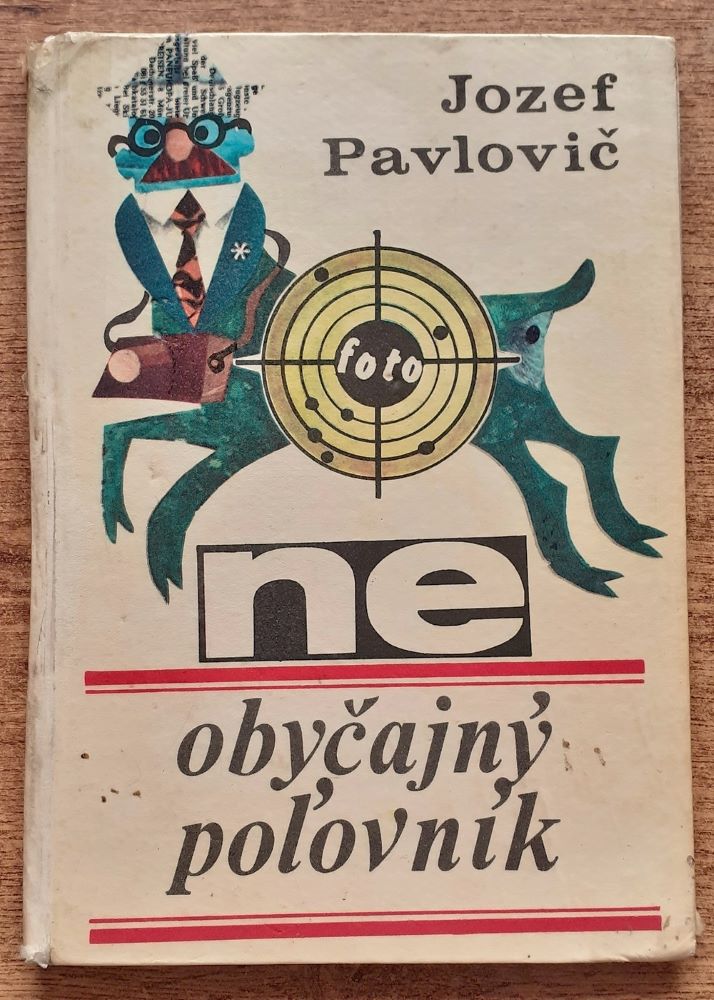 Jozef
Pavlovič
foto
ne
obyčajný
poľovník